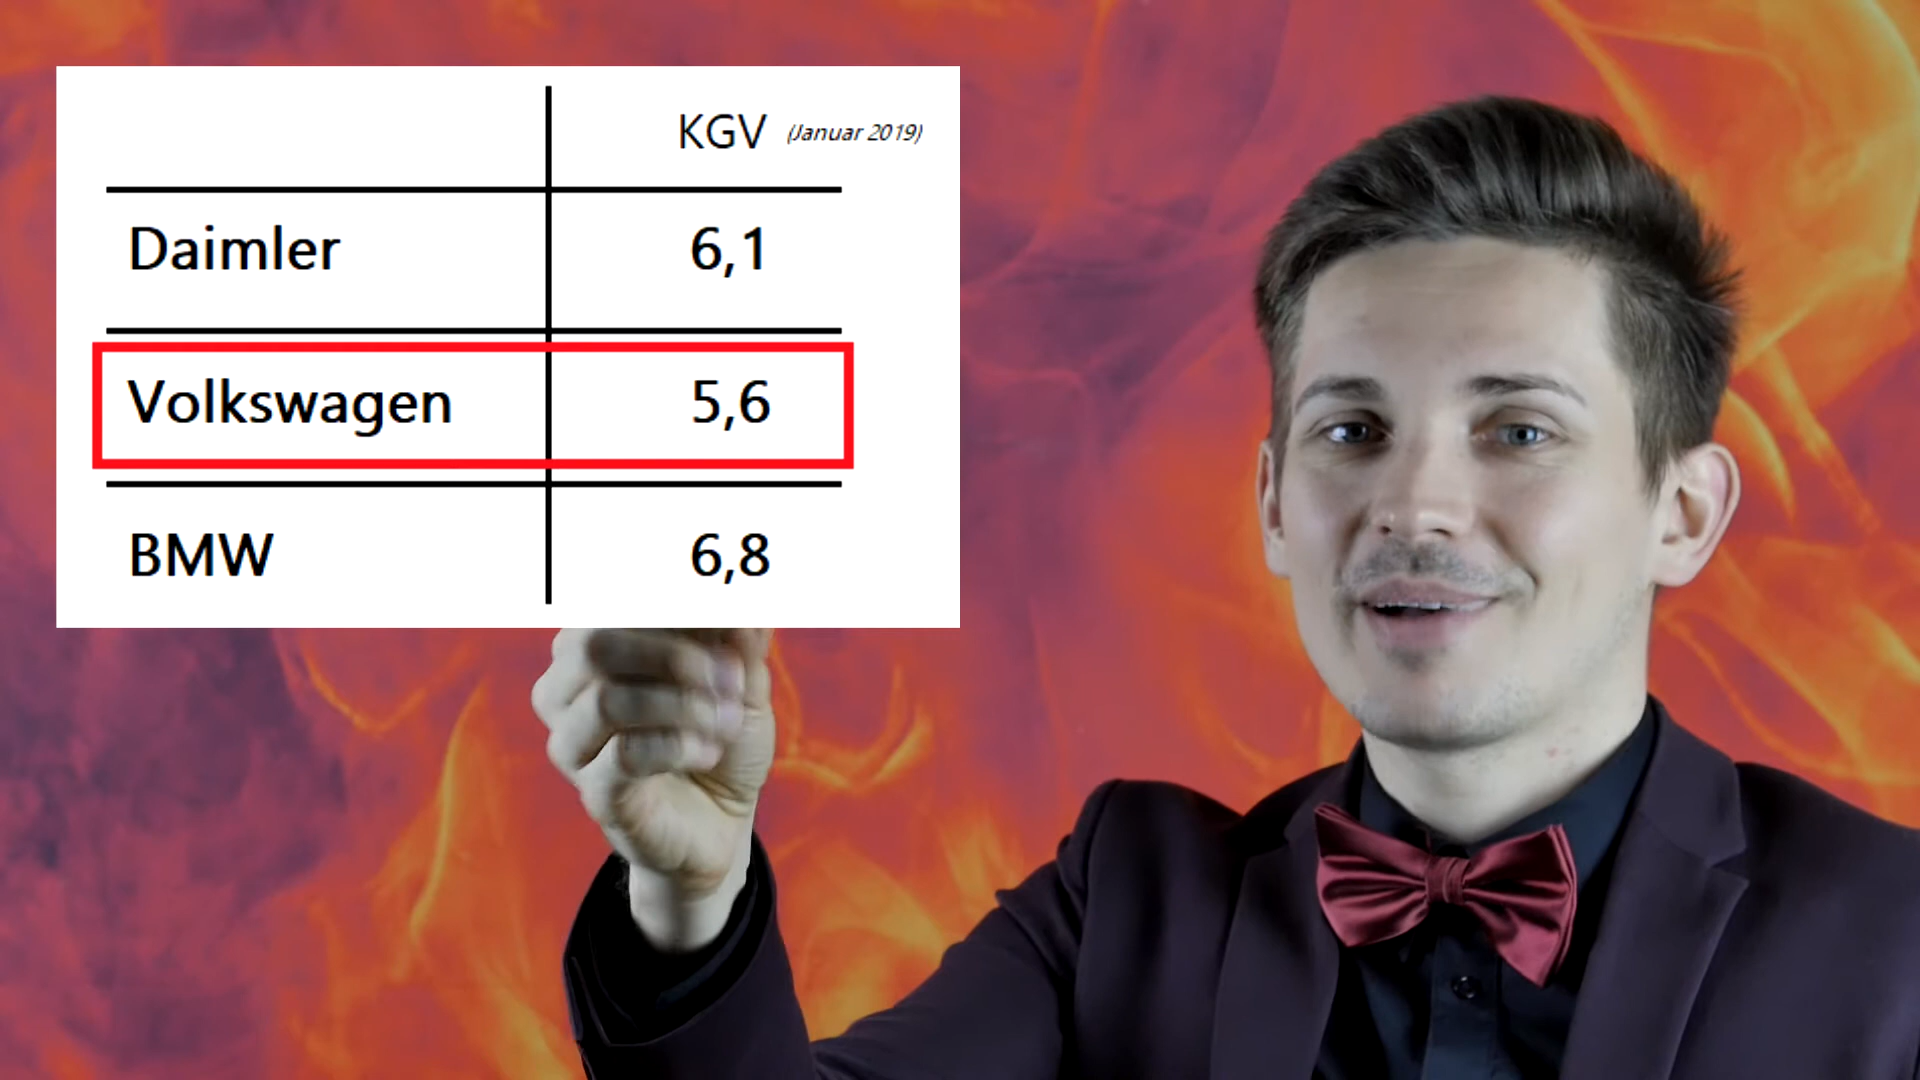 KGV (Januar 2019)
Daimler 6,1
Volkswagen 5,6
BMW 6,8